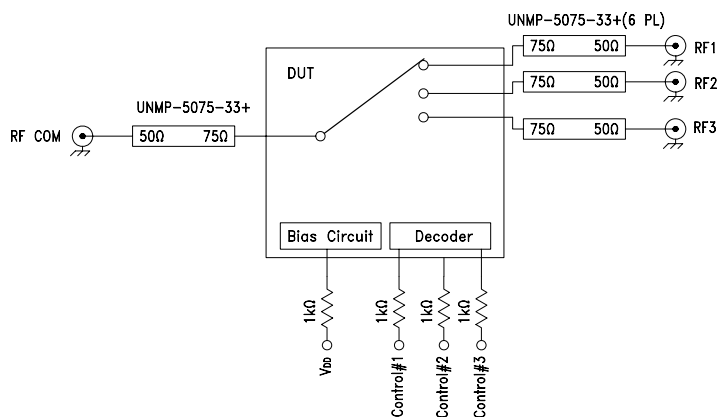 UNMP-5075-33+(6 PL)
75Ω 50Ω RF1
DUT
75Ω 50Ω RF2
UNMP-5075-33+
RF COM 50Ω 75Ω
75Ω 50Ω RF3
Bias Circuit Decoder
1kΩ 1kΩ 1kΩ 1kΩ
VDD Control#1 Control#2 Control#3